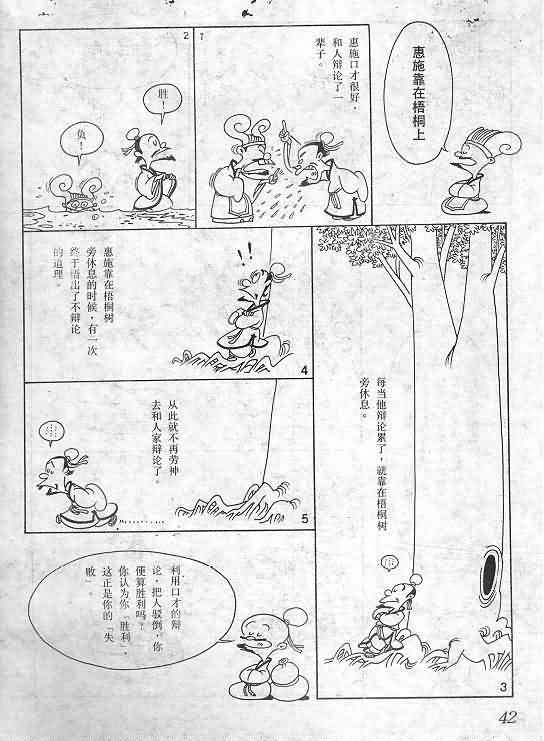 惠施靠在梧桐上
1
惠施口才很好，
和人辩论了一
辈子。
2
胜！
负！
3
每当他辩论累了，就靠在梧桐树
旁休息。
4
!!
惠施靠在梧桐树
旁休息的时候，有一次
终于悟出了不辩论
的道理。
5
从此就不再劳神
去和人家辩论了。
利用口才的辩
论，把人驳倒，你
便算胜利吗？
你认为你「胜利」，
这正是你的「失
败」。
42